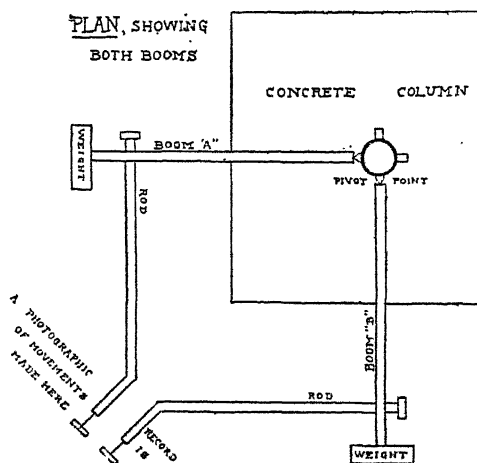 PLAN, SHOWING
BOTH BOOMS
CONCRETE COLUMN
WEIGHT
BOOM "A"
ROD
PIVOT POINT
BOOM "B"
ROD
A PHOTOGRAPHIC
OF MOVEMENTS
MADE HERE
RECORD
IS
WEIGHT